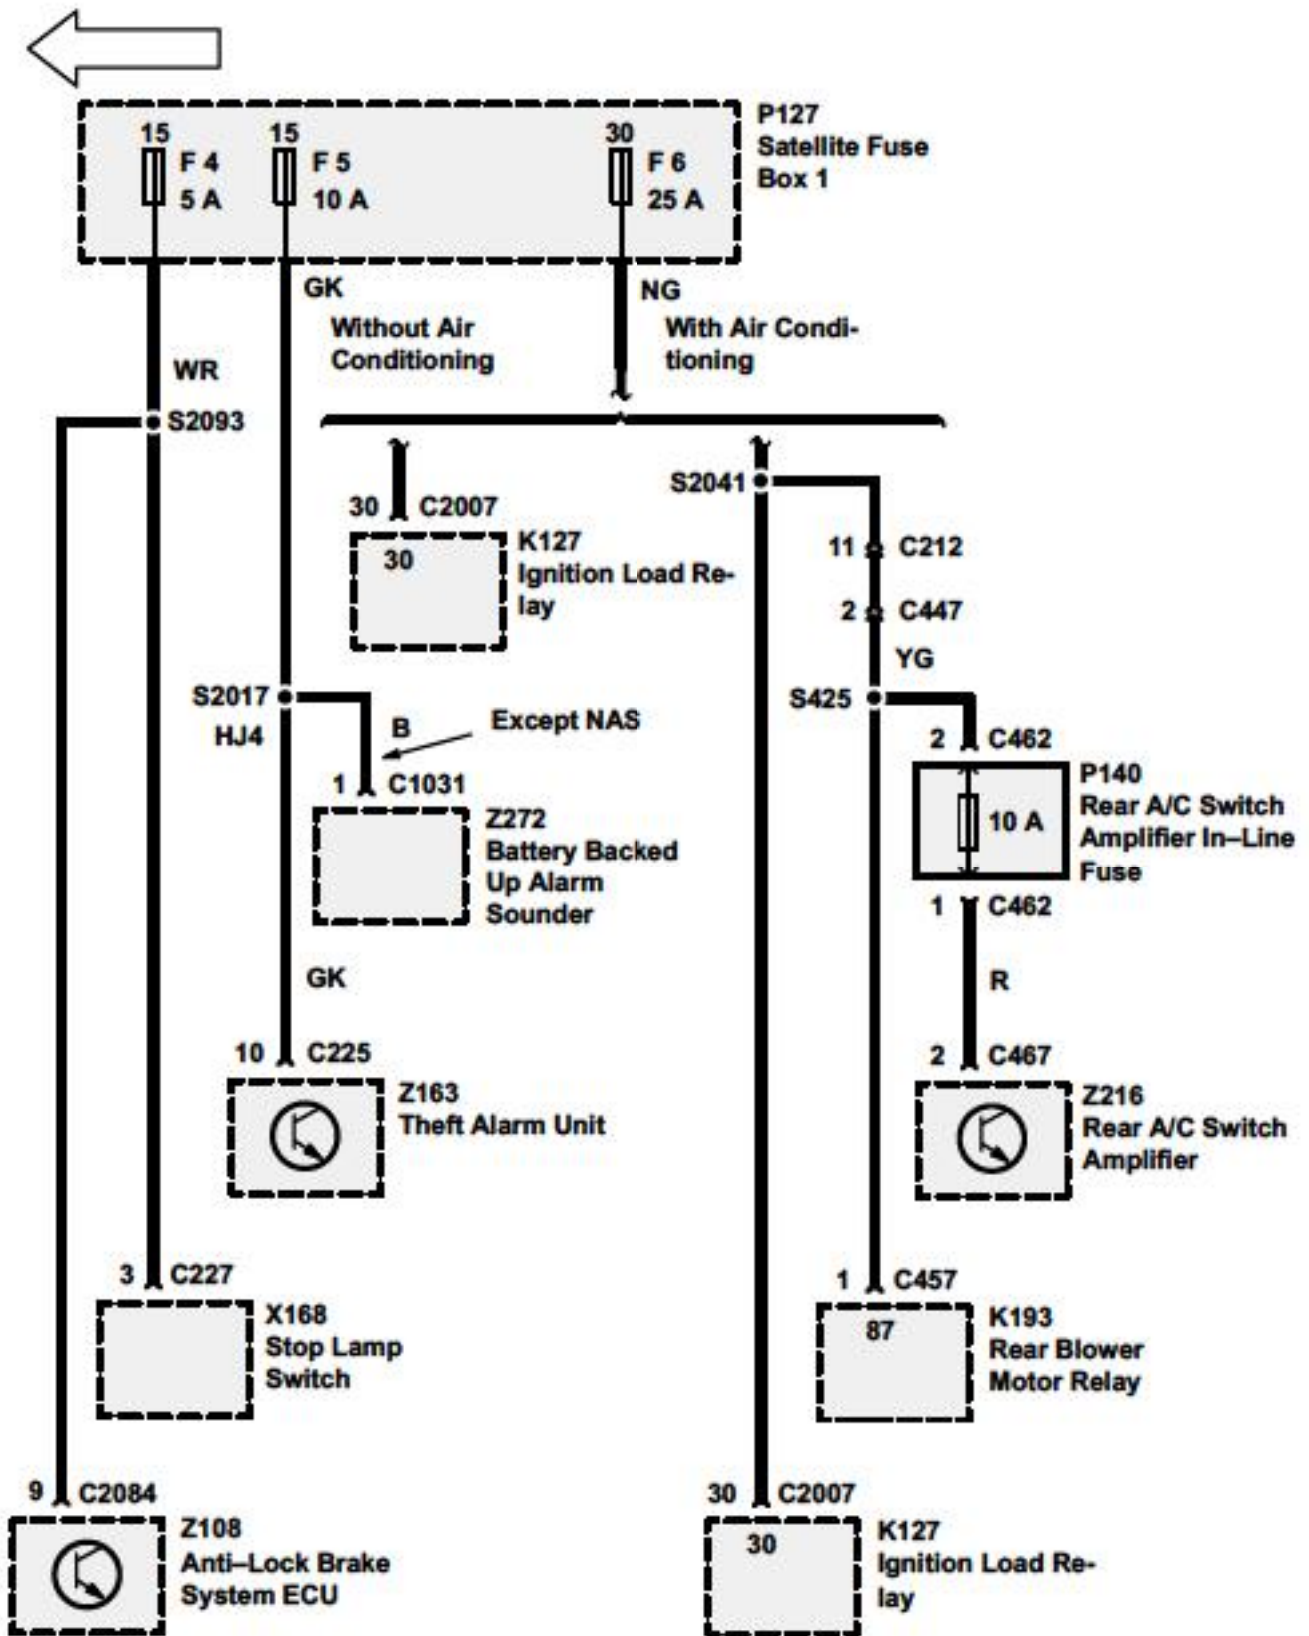 P127
Satellite Fuse
Box 1
15
F 4
5 A
15
F 5
10 A
30
F 6
25 A
GK
NG
Without Air
Conditioning
With Air Condi-
tioning
WR
S2093
S2041
30 C2007
K127
30
Ignition Load Re-
lay
11 C212
2 C447
YG
S2017
HJ4
S425
B
Except NAS
1 C1031
Z272
Battery Backed
Up Alarm
Sounder
2 C462
P140
Rear A/C Switch
Amplifier In–Line
Fuse
10 A
1 C462
GK
R
10 C225
Z163
Theft Alarm Unit
2 C467
Z216
Rear A/C Switch
Amplifier
3 C227
X168
Stop Lamp
Switch
1 C457
87
K193
Rear Blower
Motor Relay
9 C2084
Z108
Anti–Lock Brake
System ECU
30 C2007
30
K127
Ignition Load Re-
lay